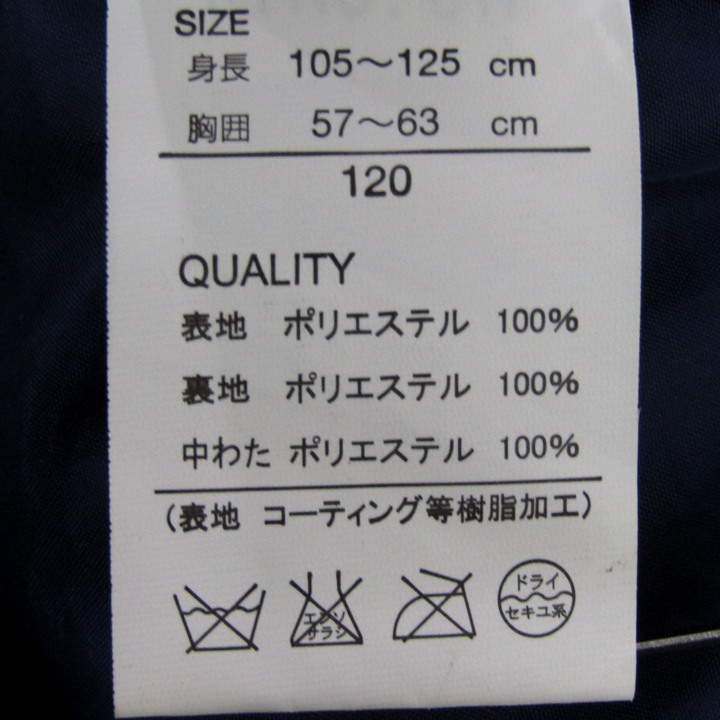 SIZE
身長 105～125 cm
胸囲 57～63 cm
120
QUALITY
表地 ポリエステル 100%
裏地 ポリエステル 100%
中わた ポリエステル 100%
(表地 コーティング等樹脂加工)
エンソ
サラシ
ドライ
セキユ系